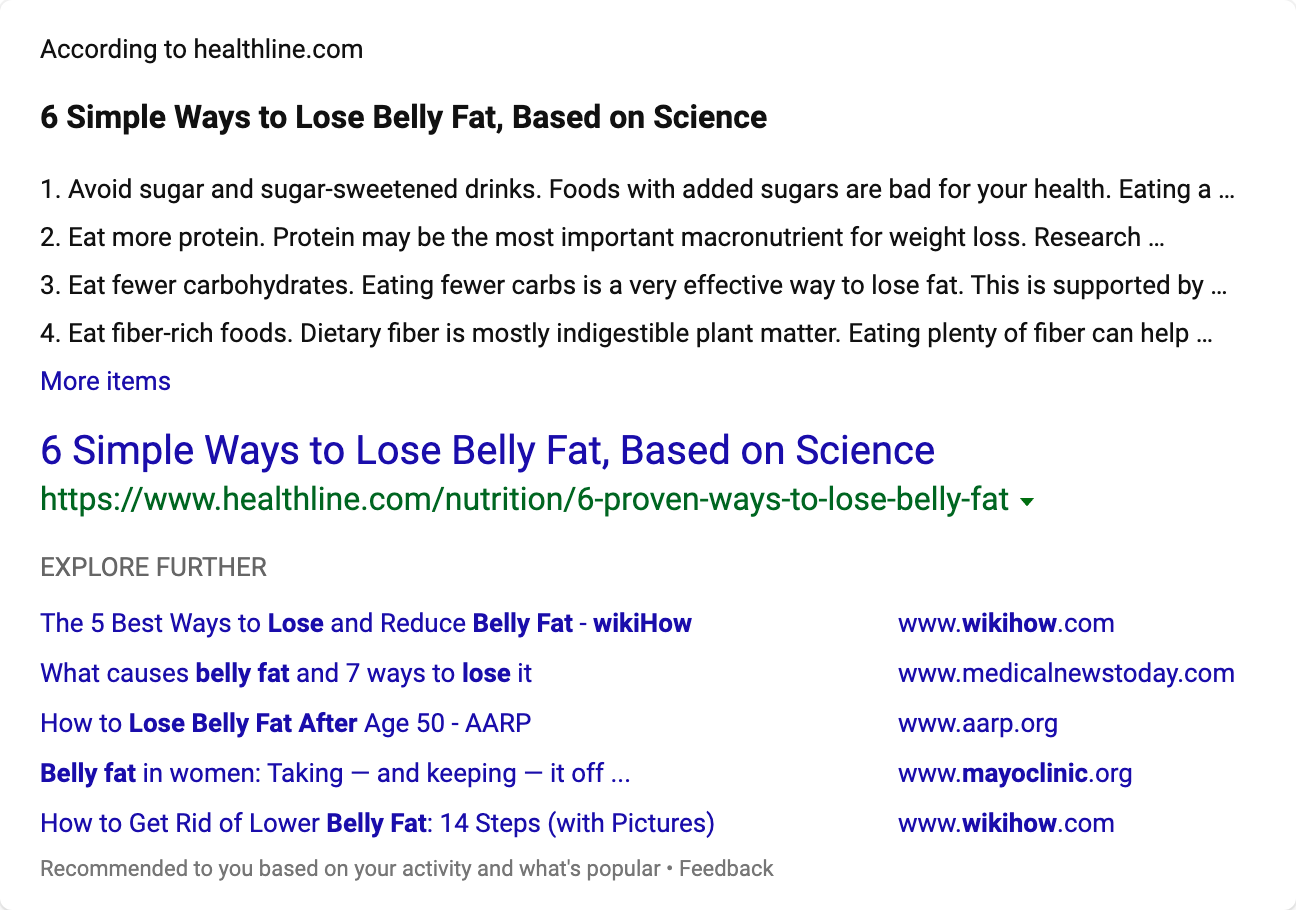 According to healthline.com
6 Simple Ways to Lose Belly Fat, Based on Science
1. Avoid sugar and sugar-sweetened drinks. Foods with added sugars are bad for your health. Eating a ...
2. Eat more protein. Protein may be the most important macronutrient for weight loss. Research ...
3. Eat fewer carbohydrates. Eating fewer carbs is a very effective way to lose fat. This is supported by ...
4. Eat fiber-rich foods. Dietary fiber is mostly indigestible plant matter. Eating plenty of fiber can help ...
More items
6 Simple Ways to Lose Belly Fat, Based on Science
https://www.healthline.com/nutrition/6-proven-ways-to-lose-belly-fat
EXPLORE FURTHER
The 5 Best Ways to Lose and Reduce Belly Fat - wikiHow www.wikihow.com
What causes belly fat and 7 ways to lose it www.medicalnewstoday.com
How to Lose Belly Fat After Age 50 - AARP www.aarp.org
Belly fat in women: Taking — and keeping — it off ... www.mayoclinic.org
How to Get Rid of Lower Belly Fat: 14 Steps (with Pictures) www.wikihow.com
Recommended to you based on your activity and what's popular • Feedback